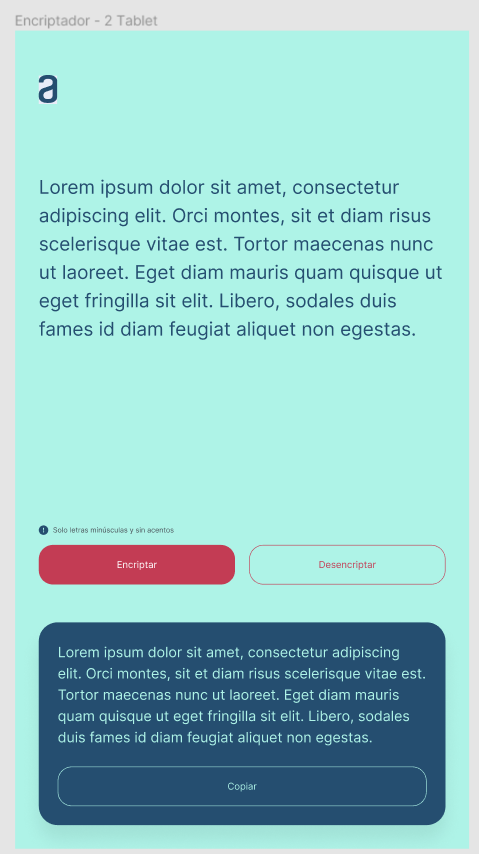 Encriptador - 2 Tablet
a
Lorem ipsum dolor sit amet, consectetur
adipiscing elit. Orci montes, sit et diam risus
scelerisque vitae est. Tortor maecenas nunc
ut laoreet. Eget diam mauris quam quisque ut
eget fringilla sit elit. Libero, sodales duis
fames id diam feugiat aliquet non egestas.
! Solo letras minúsculas y sin acentos
Encriptar
Desencriptar
Lorem ipsum dolor sit amet, consectetur adipiscing
elit. Orci montes, sit et diam risus scelerisque vitae est.
Tortor maecenas nunc ut laoreet. Eget diam mauris
quam quisque ut eget fringilla sit elit. Libero, sodales
duis fames id diam feugiat aliquet non egestas.
Copiar